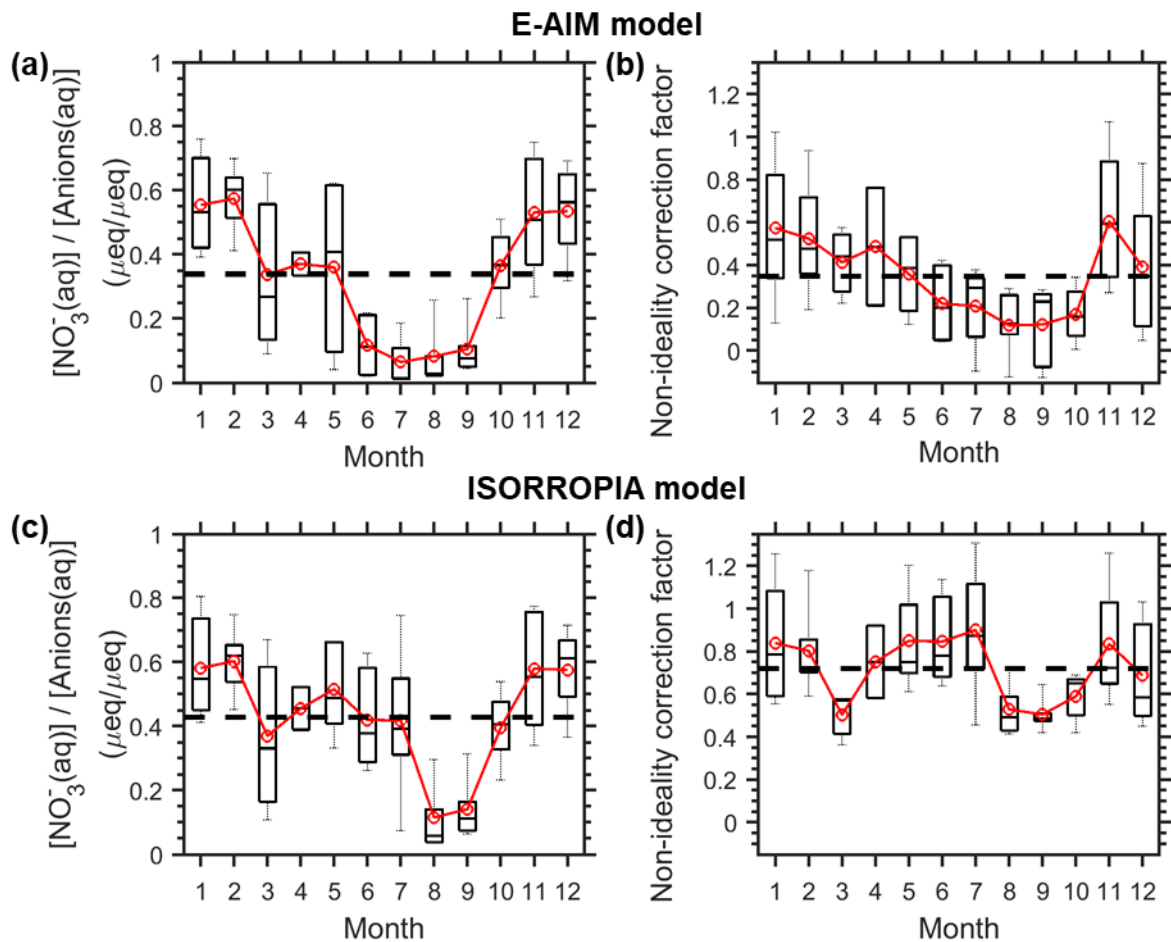 E-AIM model
(a)
[NO₃⁻(aq)] / [Anions(aq)]
(μeq/μeq)
1
0.8
0.6
0.4
0.2
0
1 2 3 4 5 6 7 8 9 10 11 12
Month
(b)
Non-ideality correction factor
1.2
1
0.8
0.6
0.4
0.2
0
1 2 3 4 5 6 7 8 9 10 11 12
Month
ISORROPIA model
(c)
[NO₃⁻(aq)] / [Anions(aq)]
(μeq/μeq)
1
0.8
0.6
0.4
0.2
0
1 2 3 4 5 6 7 8 9 10 11 12
Month
(d)
Non-ideality correction factor
1.2
1
0.8
0.6
0.4
0.2
0
1 2 3 4 5 6 7 8 9 10 11 12
Month